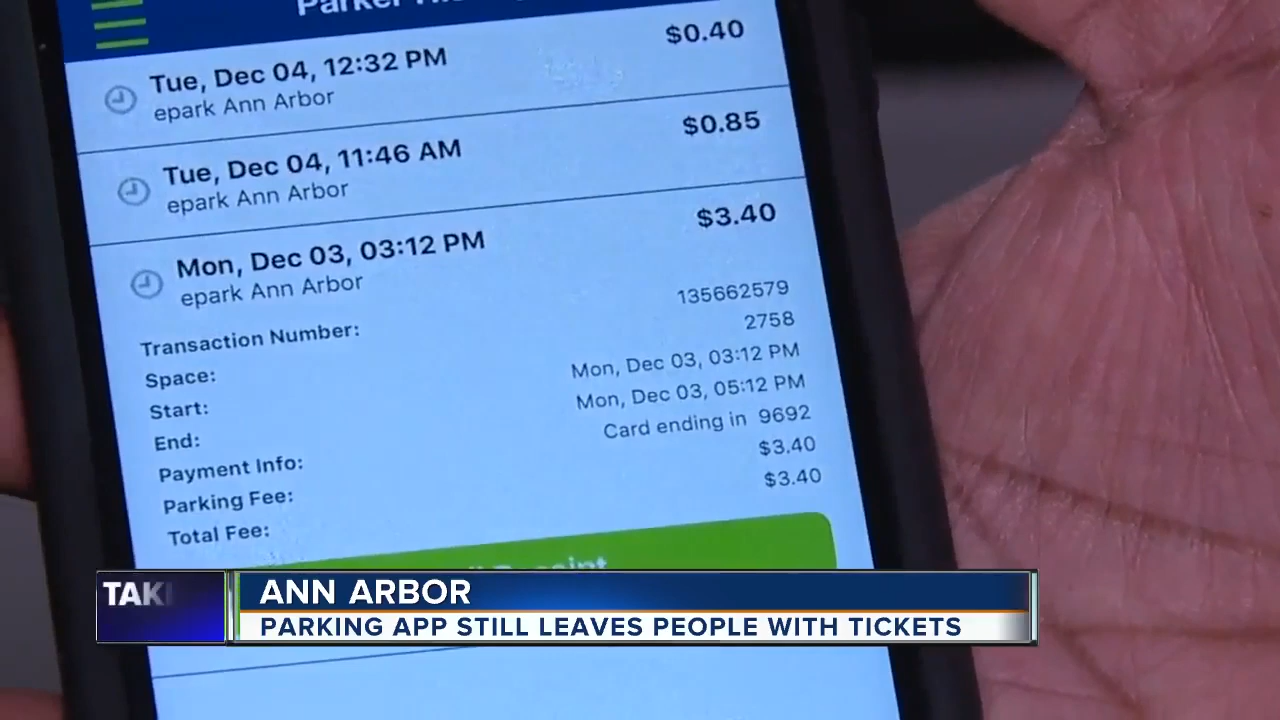 Parker
Tue, Dec 04, 12:32 PM $0.40
epark Ann Arbor
Tue, Dec 04, 11:46 AM $0.85
epark Ann Arbor
Mon, Dec 03, 03:12 PM $3.40
epark Ann Arbor
Transaction Number: 135662579
Space: 2758
Start: Mon, Dec 03, 03:12 PM
End: Mon, Dec 03, 05:12 PM
Payment Info: Card ending in 9692
Parking Fee: $3.40
Total Fee: $3.40
TAKI
ANN ARBOR
PARKING APP STILL LEAVES PEOPLE WITH TICKETS